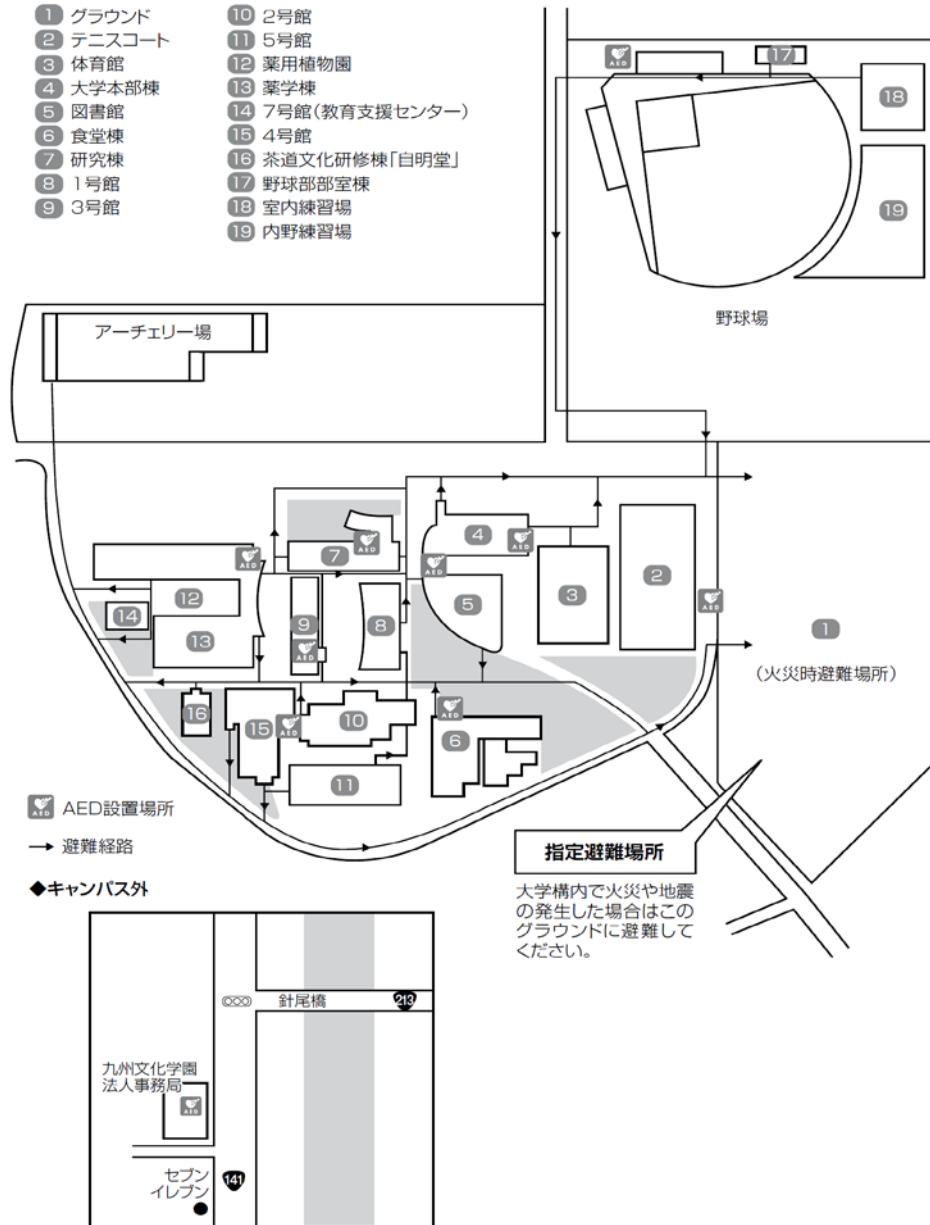 1 グラウンド
2 テニスコート
3 体育館
4 大学本部棟
5 図書館
6 食堂棟
7 研究棟
8 1号館
9 3号館
10 2号館
11 5号館
12 薬用植物園
13 薬学棟
14 7号館(教育支援センター)
15 4号館
16 茶道文化研修棟「自明堂」
17 野球部部室棟
18 室内練習場
19 内野練習場
AED
17
18
19
野球場
アーチェリー場
4
AED
7
AED
AED
AED
2
3
12
5
9
8
14
13
AED
AED
1
(火災時避難場所)
16
15
AED
10
AED
6
11
AED AED設置場所
→ 避難経路
指定避難場所
大学構内で火災や地震
の発生した場合はこの
グラウンドに避難して
ください。
◆キャンパス外
針尾橋
213
九州文化学園
法人事務局
AED
セブン
イレブン
141